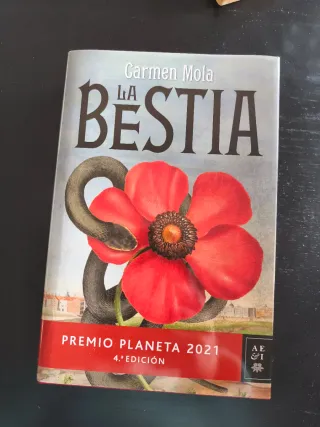 Carmen Mola
LA
BESTIA
PREMIO PLANETA 2021
4.ª EDICIÓN
AE
&I